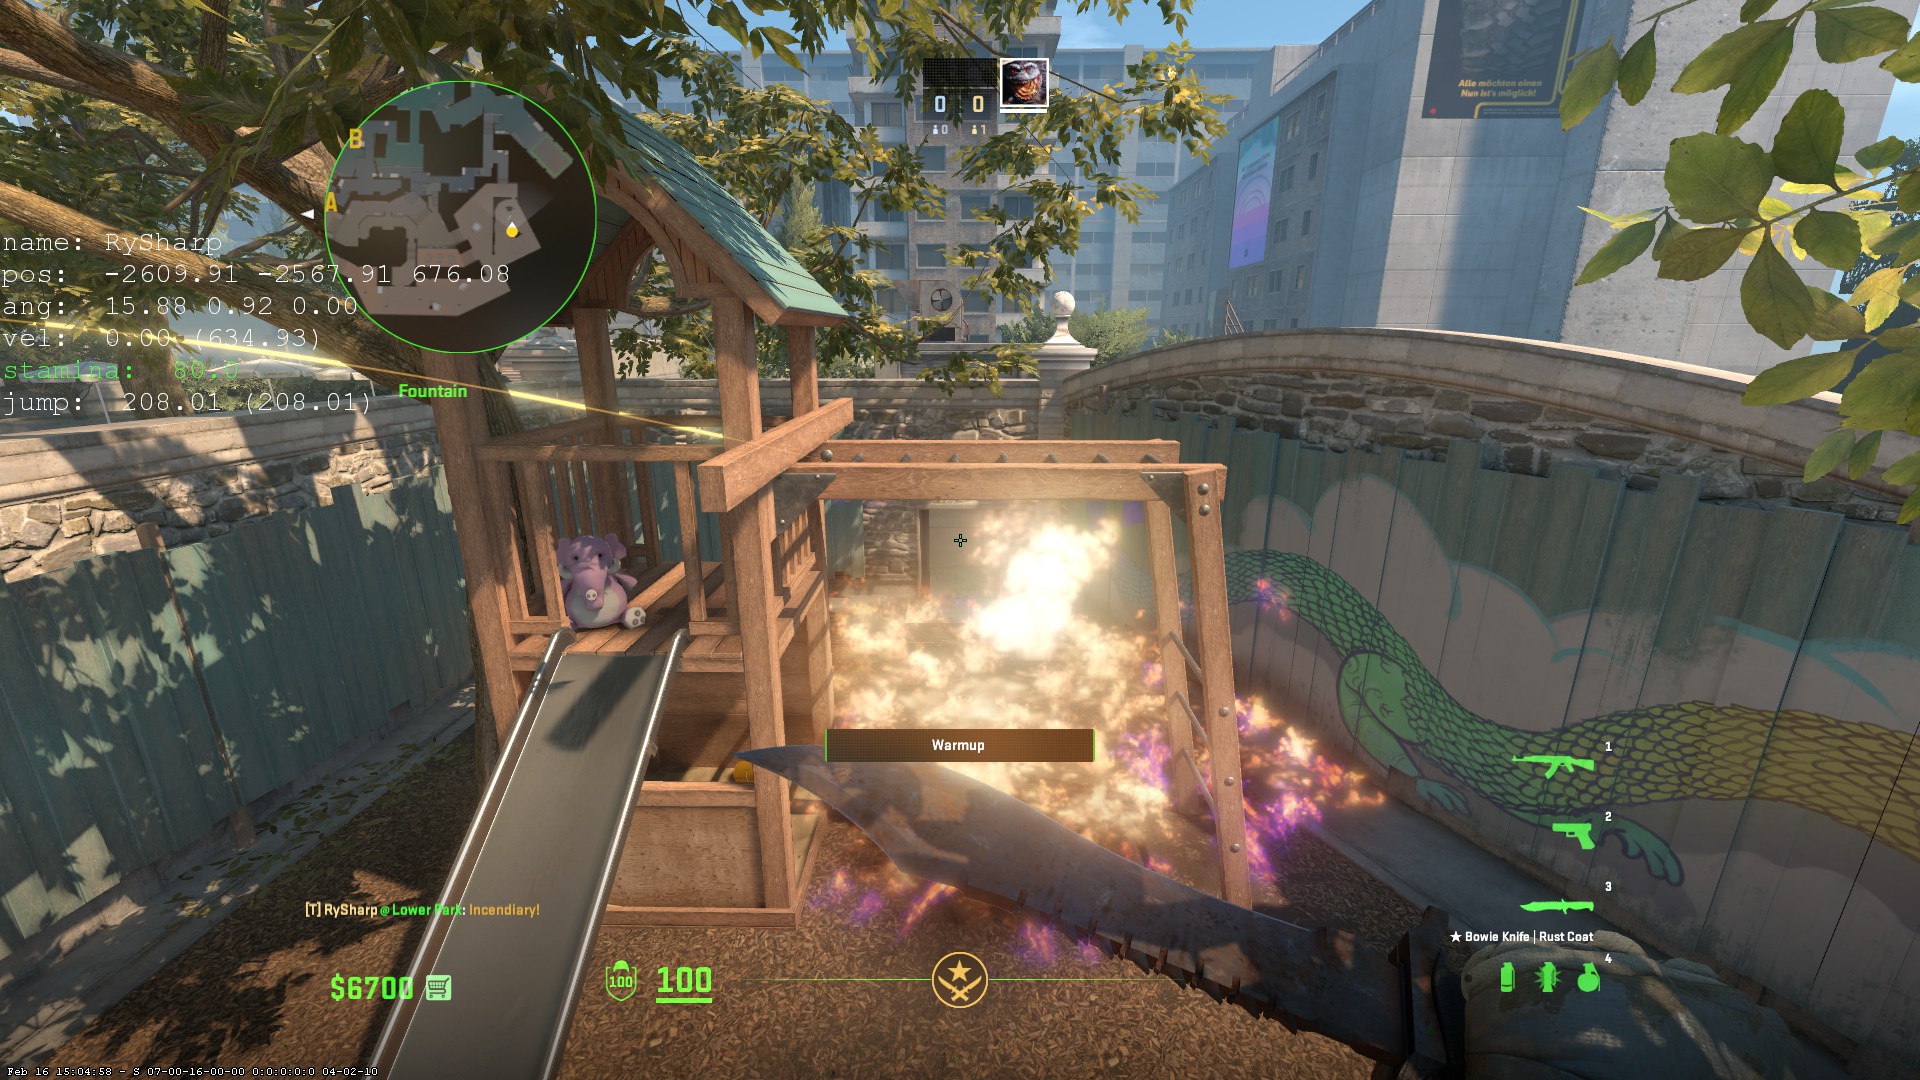 Alle möchten einen
Nun ist's möglich!
0 0
0 1
B
A
name: RySharp
pos: -2609.91 -2567.91 676.08
ang: 15.88 0.92 0.00
vel: 0.00 (634.93)
stamina: 80.0
jump: 208.01 (208.01)
Fountain
Warmup
1
2
3
★ Bowie Knife | Rust Coat
4
[T] RySharp @ Lower Park: Incendiary!
$6700
100
100
Feb 16 15:04:58 - S 07-00-16-00-00 0:0:0:0:0 04-02-10